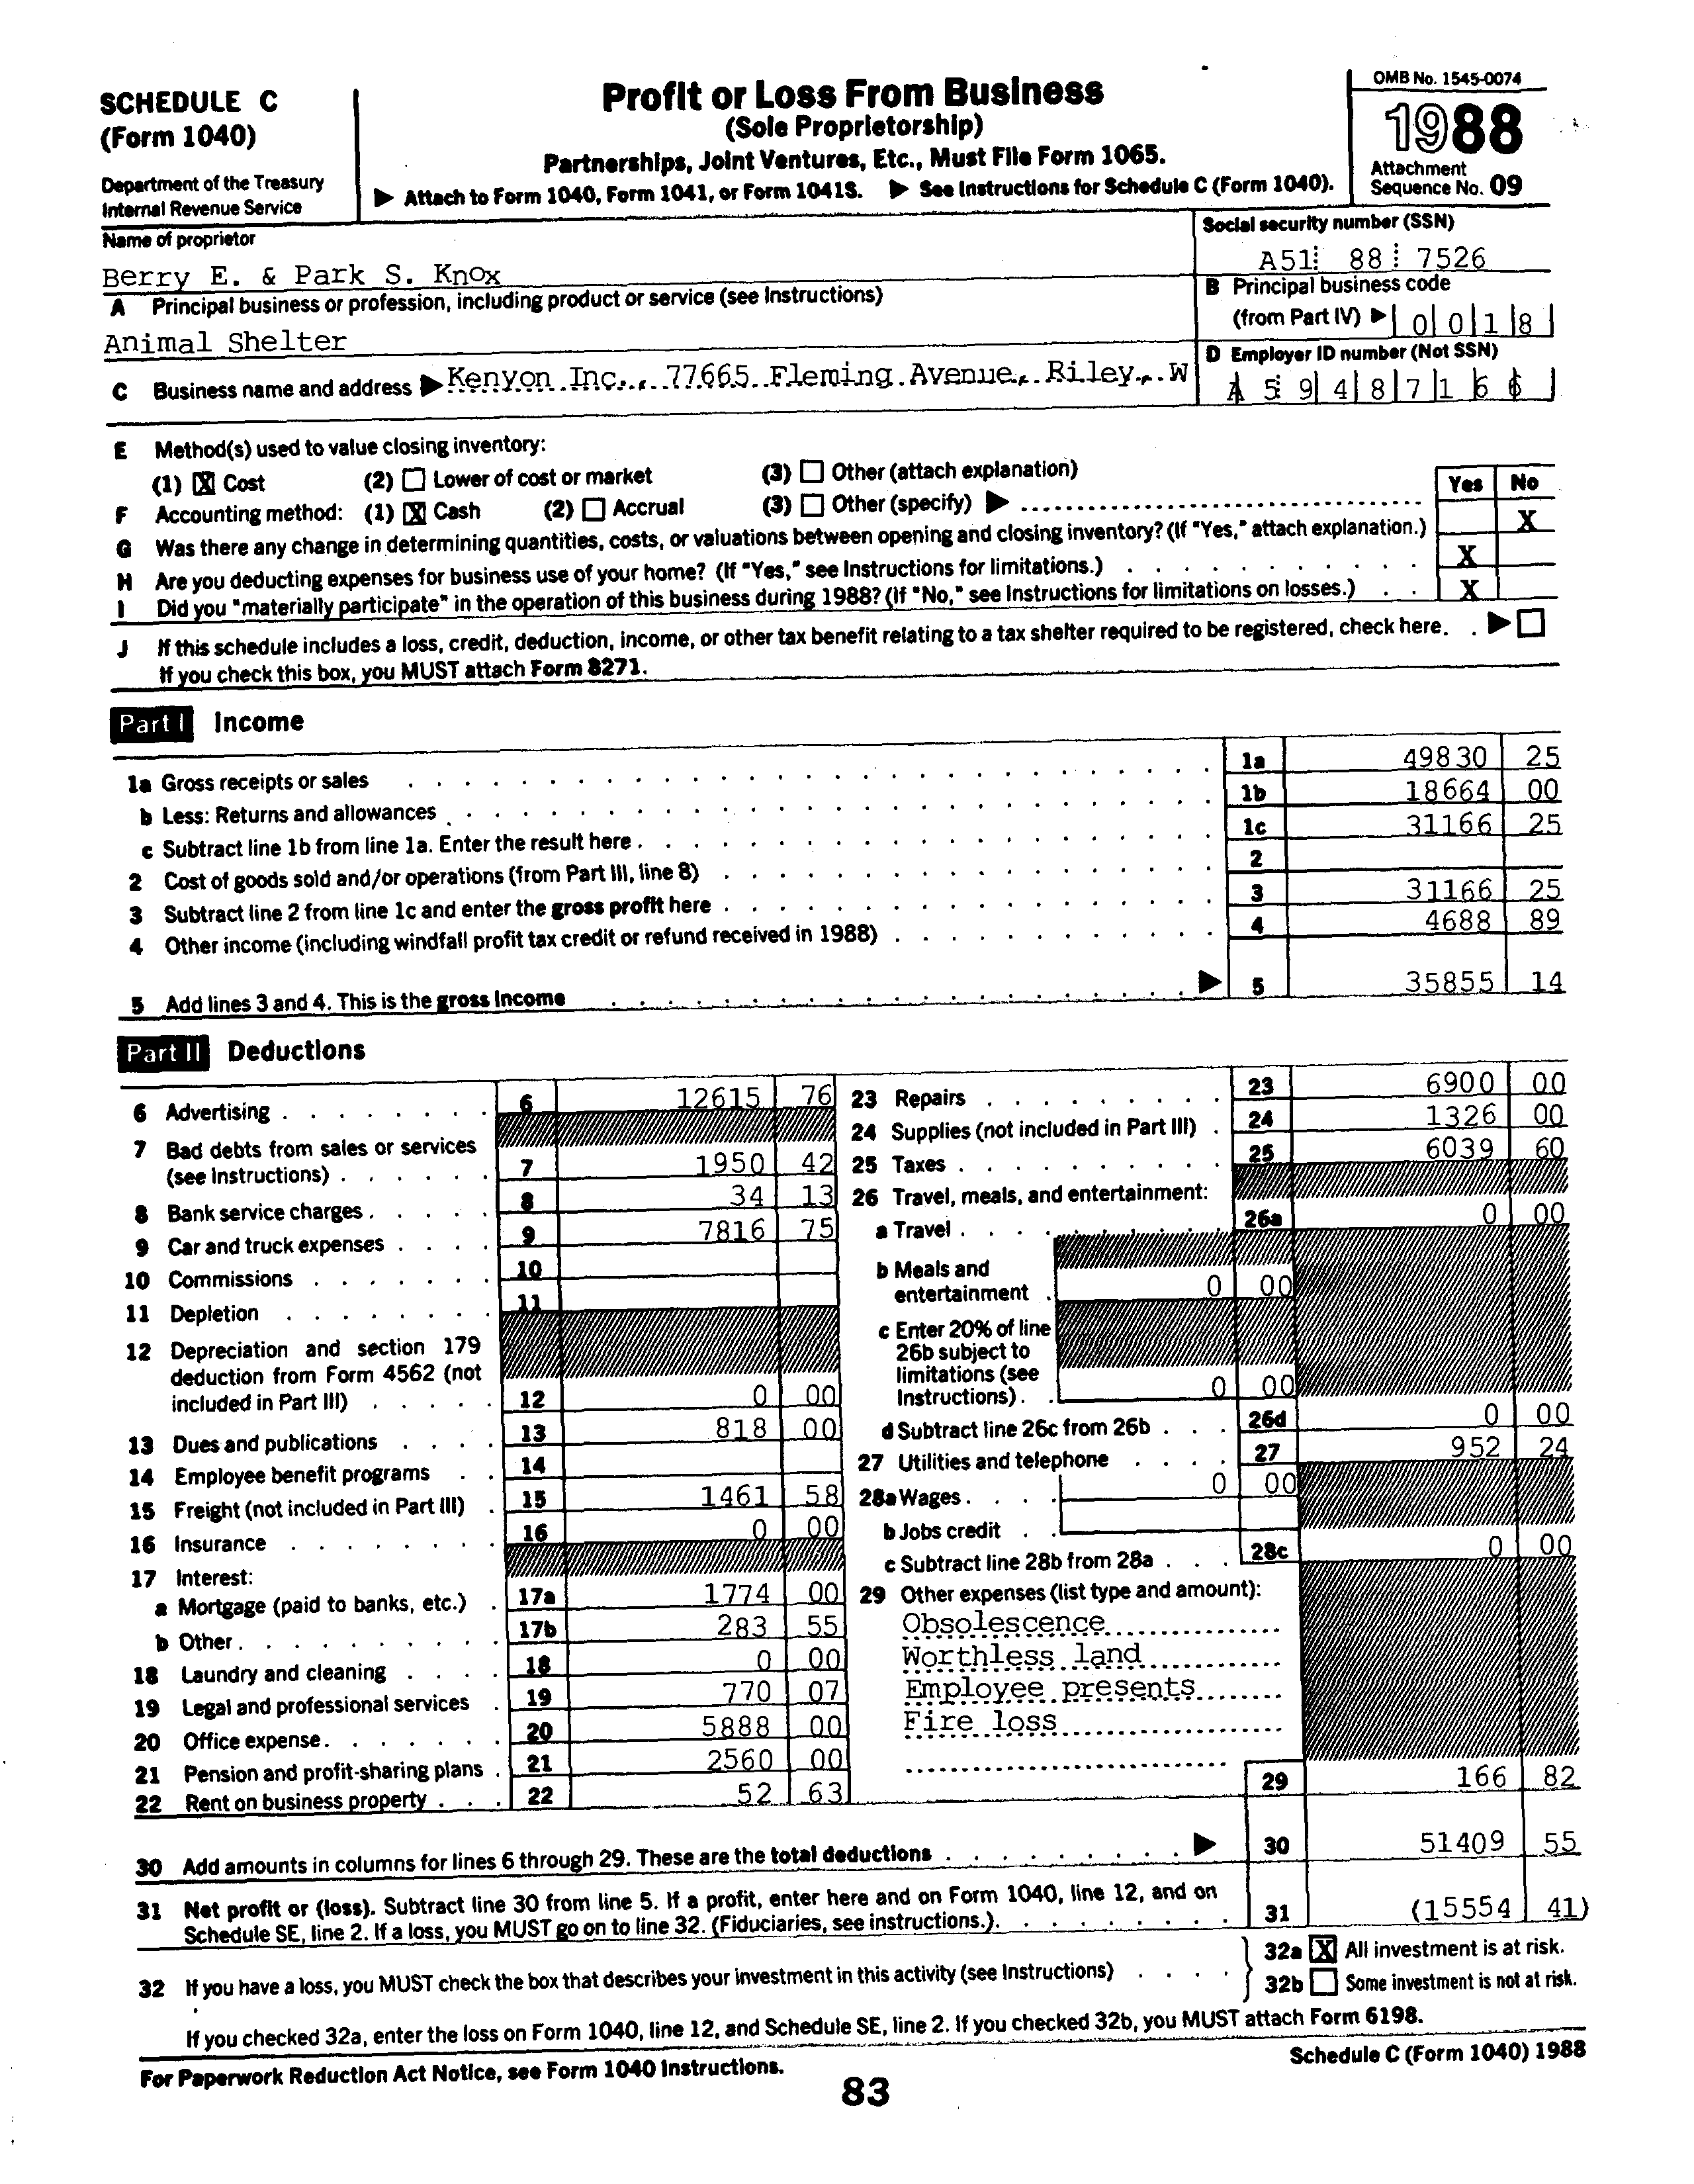 SCHEDULE C
(Form 1040)
Department of the Treasury
Internal Revenue Service
Profit or Loss From Business
(Sole Proprietorship)
Partnerships, Joint Ventures, Etc., Must File Form 1065.
▶ Attach to Form 1040, Form 1041, or Form 1041S. ▶ See Instructions for Schedule C (Form 1040).
OMB No. 1545-0074
1988
Attachment
Sequence No. 09
Name of proprietor
Berry E. & Park S. Knox
Social security number (SSN)
A51 88 7526
A Principal business or profession, including product or service (see Instructions)
Animal Shelter
B Principal business code
(from Part IV) ▶ 0 0 1 8
C Business name and address ▶ Kenyon Inc., 77665 Fleming Avenue, Riley, W
D Employer ID number (Not SSN)
A 5 9 4 8 7 1 6 6
E Method(s) used to value closing inventory:
(1) X Cost (2) Lower of cost or market (3) Other (attach explanation)
Yes No
F Accounting method: (1) X Cash (2) Accrual (3) Other (specify) ▶
G Was there any change in determining quantities, costs, or valuations between opening and closing inventory? (If "Yes," attach explanation.) X
H Are you deducting expenses for business use of your home? (If "Yes," see Instructions for limitations.) X
I Did you "materially participate" in the operation of this business during 1988? (If "No," see Instructions for limitations on losses.) X
J If this schedule includes a loss, credit, deduction, income, or other tax benefit relating to a tax shelter required to be registered, check here. ▶
If you check this box, you MUST attach Form 8271.
Part I Income
1a Gross receipts or sales 1a 49830 25
b Less: Returns and allowances 1b 18664 00
c Subtract line 1b from line 1a. Enter the result here 1c 31166 25
2 Cost of goods sold and/or operations (from Part III, line 8) 2
3 Subtract line 2 from line 1c and enter the gross profit here 3 31166 25
4 Other income (including windfall profit tax credit or refund received in 1988) 4 4688 89
5 Add lines 3 and 4. This is the gross income ▶ 5 35855 14
Part II Deductions
6 Advertising 6 12615 76
7 Bad debts from sales or services
(see Instructions) 7 1950 42
8 Bank service charges 8 34 13
9 Car and truck expenses 9 7816 75
10 Commissions 10
11 Depletion 11
12 Depreciation and section 179
deduction from Form 4562 (not
included in Part III) 12 0 00
13 Dues and publications 13 818 00
14 Employee benefit programs 14
15 Freight (not included in Part III) 15 1461 58
16 Insurance 16 0 00
17 Interest:
a Mortgage (paid to banks, etc.) 17a 1774 00
b Other 17b 283 55
18 Laundry and cleaning 18 0 00
19 Legal and professional services 19 770 07
20 Office expense 20 5888 00
21 Pension and profit-sharing plans 21 2560 00
22 Rent on business property 22 52 63
23 Repairs 23 6900 00
24 Supplies (not included in Part III) 24 1326 00
25 Taxes 25 6039 60
26 Travel, meals, and entertainment:
a Travel 26a 0 00
b Meals and
entertainment 0 00
c Enter 20% of line
26b subject to
limitations (see
Instructions) 0 00
d Subtract line 26c from 26b 26d 0 00
27 Utilities and telephone 27 952 24
28a Wages 0 00
b Jobs credit
c Subtract line 28b from 28a 28c 0 00
29 Other expenses (list type and amount):
Obsolescence
Worthless land
Employee presents
Fire loss
29 166 82
30 Add amounts in columns for lines 6 through 29. These are the total deductions ▶ 30 51409 55
31 Net profit or (loss). Subtract line 30 from line 5. If a profit, enter here and on Form 1040, line 12, and on
Schedule SE, line 2. If a loss, you MUST go on to line 32. (Fiduciaries, see instructions.) 31 (15554 41)
32 If you have a loss, you MUST check the box that describes your investment in this activity (see Instructions)
32a X All investment is at risk.
32b Some investment is not at risk.
If you checked 32a, enter the loss on Form 1040, line 12, and Schedule SE, line 2. If you checked 32b, you MUST attach Form 6198.
For Paperwork Reduction Act Notice, see Form 1040 Instructions.
Schedule C (Form 1040) 1988
83